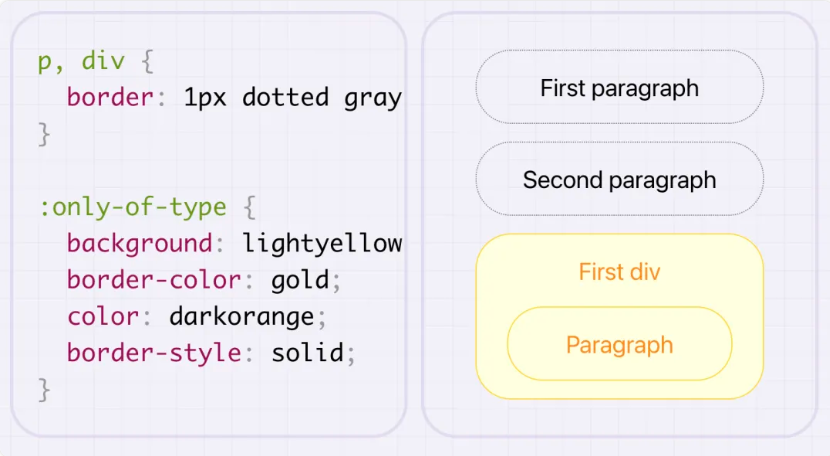 p, div {
  border: 1px dotted gray
}
:only-of-type {
  background: lightyellow
  border-color: gold;
  color: darkorange;
  border-style: solid;
}
First paragraph
Second paragraph
First div
Paragraph